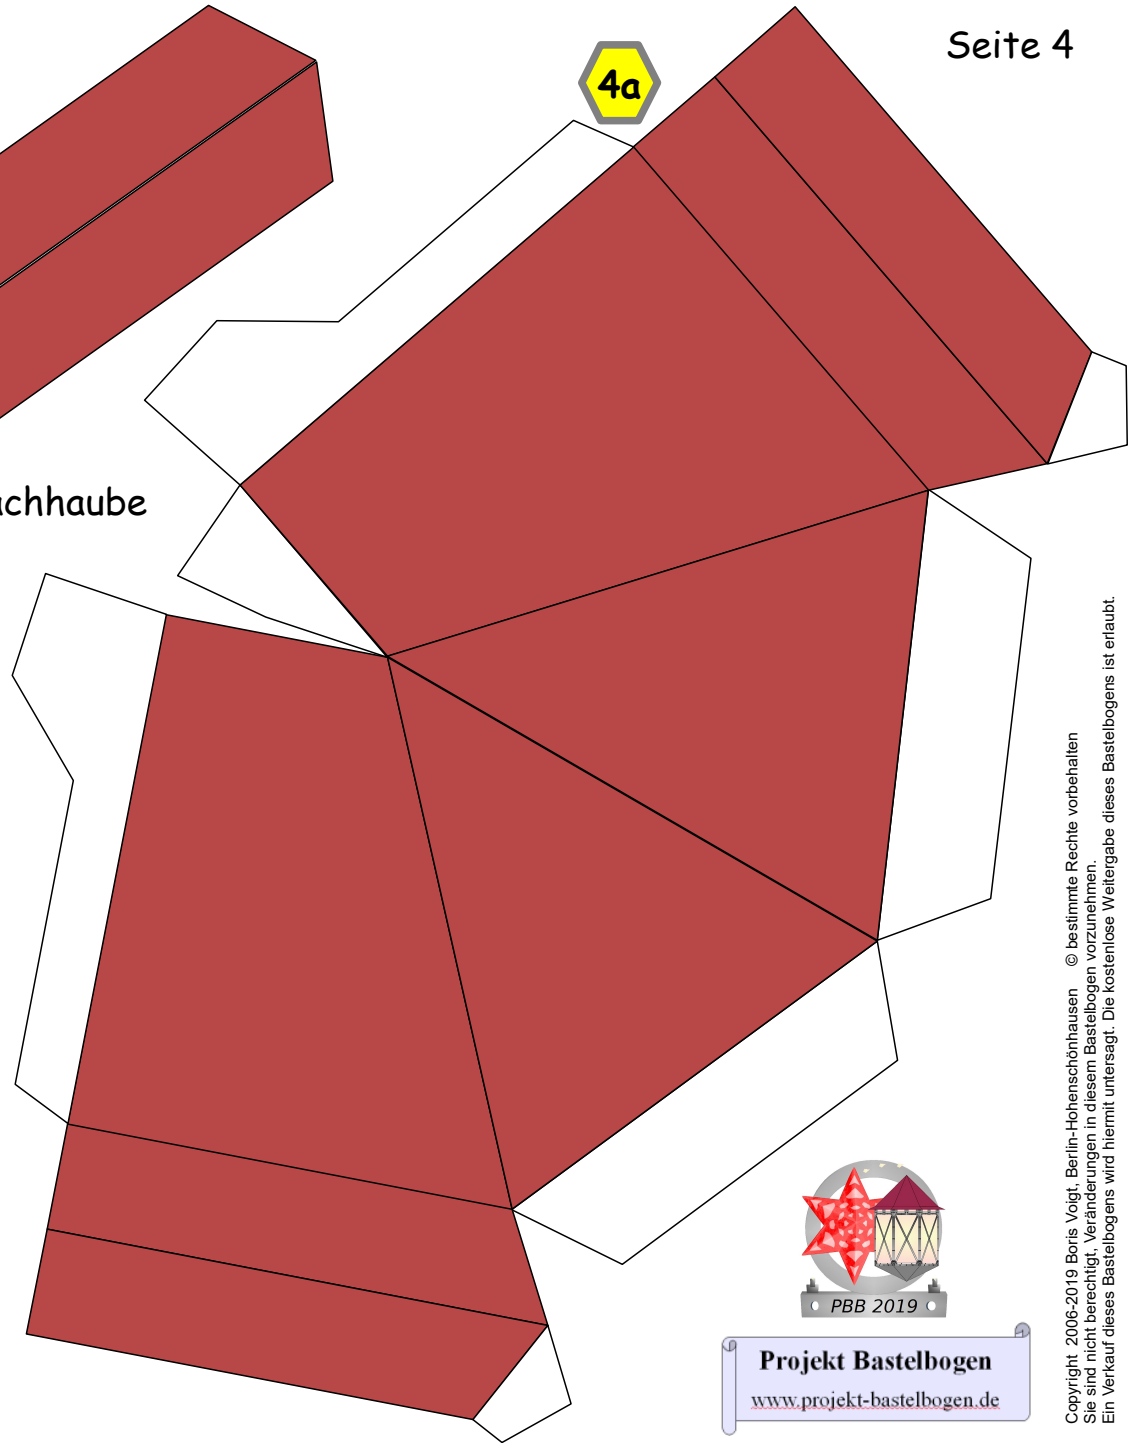 Seite 4
4a
achhaube
PBB 2019
Projekt Bastelbogen
www.projekt-bastelbogen.de
Copyright 2006-2019 Boris Voigt, Berlin-Hohenschönhausen © bestimmte Rechte vorbehalten
Sie sind nicht berechtigt, Veränderungen in diesem Bastelbogen vorzunehmen.
Ein Verkauf dieses Bastelbogens wird hiermit untersagt. Die kostenlose Weitergabe dieses Bastelbogens ist erlaubt.